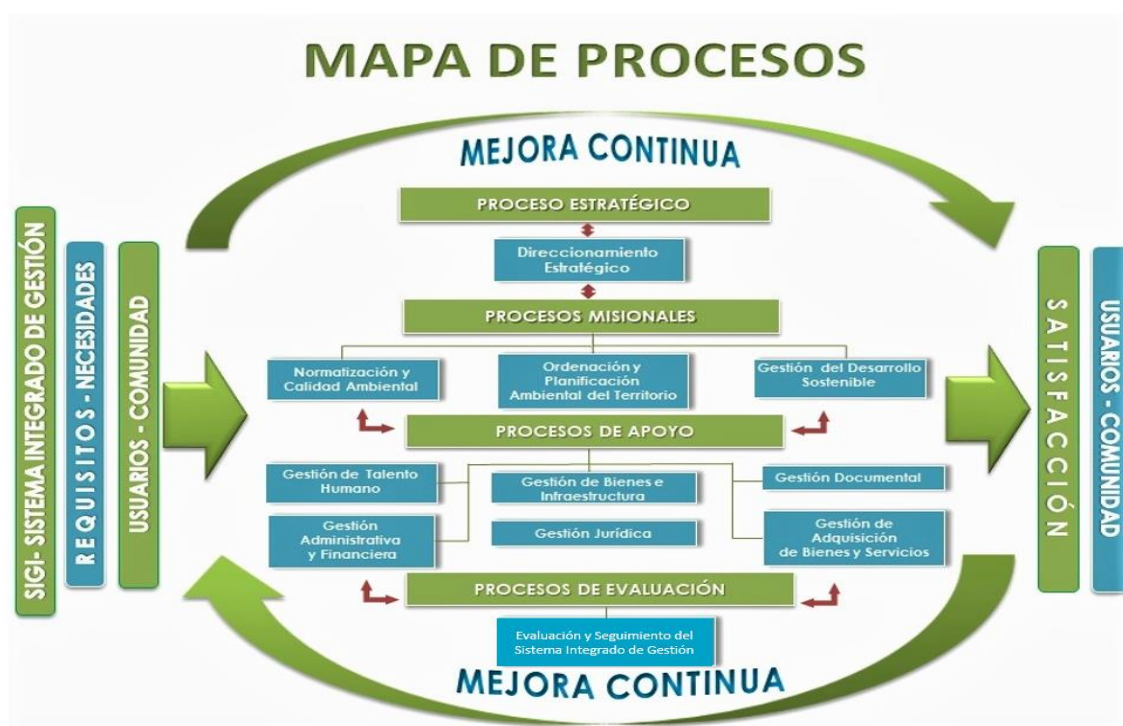 MAPA DE PROCESOS
MEJORA CONTINUA
SIGI- SISTEMA INTEGRADO DE GESTIÓN
REQUISITOS - NECESIDADES
USUARIOS - COMUNIDAD
PROCESO ESTRATÉGICO
Direccionamiento
Estratégico
PROCESOS MISIONALES
Normatización y
Calidad Ambiental
Ordenación y
Planificación
Ambiental del Territorio
Gestión del Desarrollo
Sostenible
PROCESOS DE APOYO
Gestión de Talento
Humano
Gestión de Bienes e
Infraestructura
Gestión Documental
Gestión
Administrativa
y Financiera
Gestión Jurídica
Gestión de
Adquisición
de Bienes y Servicios
PROCESOS DE EVALUACIÓN
Evaluación y Seguimiento del
Sistema Integrado de Gestión
MEJORA CONTINUA
SATISFACCIÓN
USUARIOS - COMUNIDAD